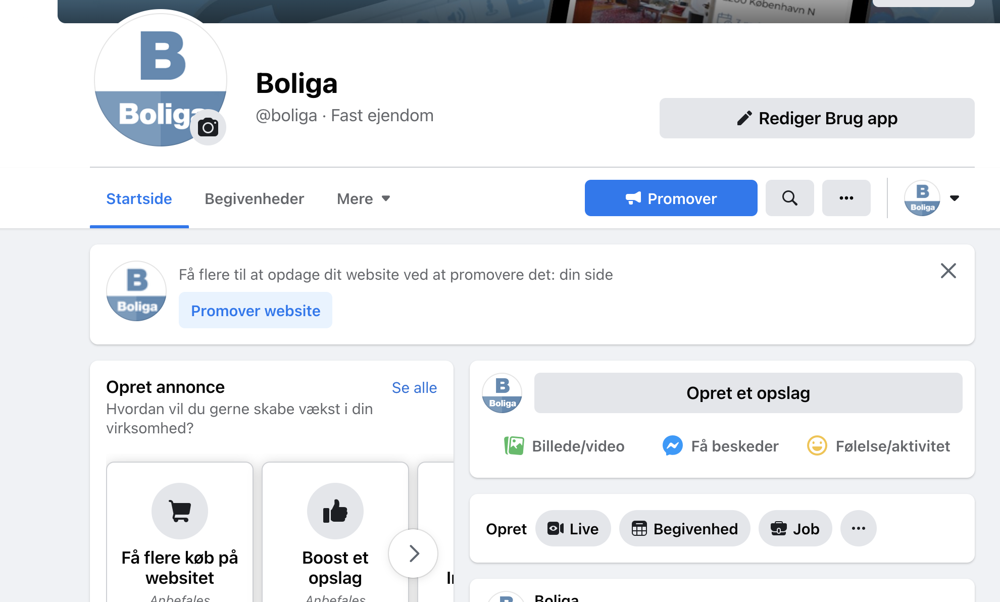 København N
B
Boliga
Boliga
@boliga · Fast ejendom
Rediger Brug app
Startside
Begivenheder
Mere
Promover
B
Boliga
B
Boliga
Få flere til at opdage dit website ved at promovere det: din side
Promover website
Opret annonce
Se alle
Hvordan vil du gerne skabe vækst i din
virksomhed?
Få flere køb på
websitet
Anbefales
Boost et
opslag
Anbefales
B
Boliga
Opret et opslag
Billede/video
Få beskeder
Følelse/aktivitet
Opret
Live
Begivenhed
Job
B
Boliga